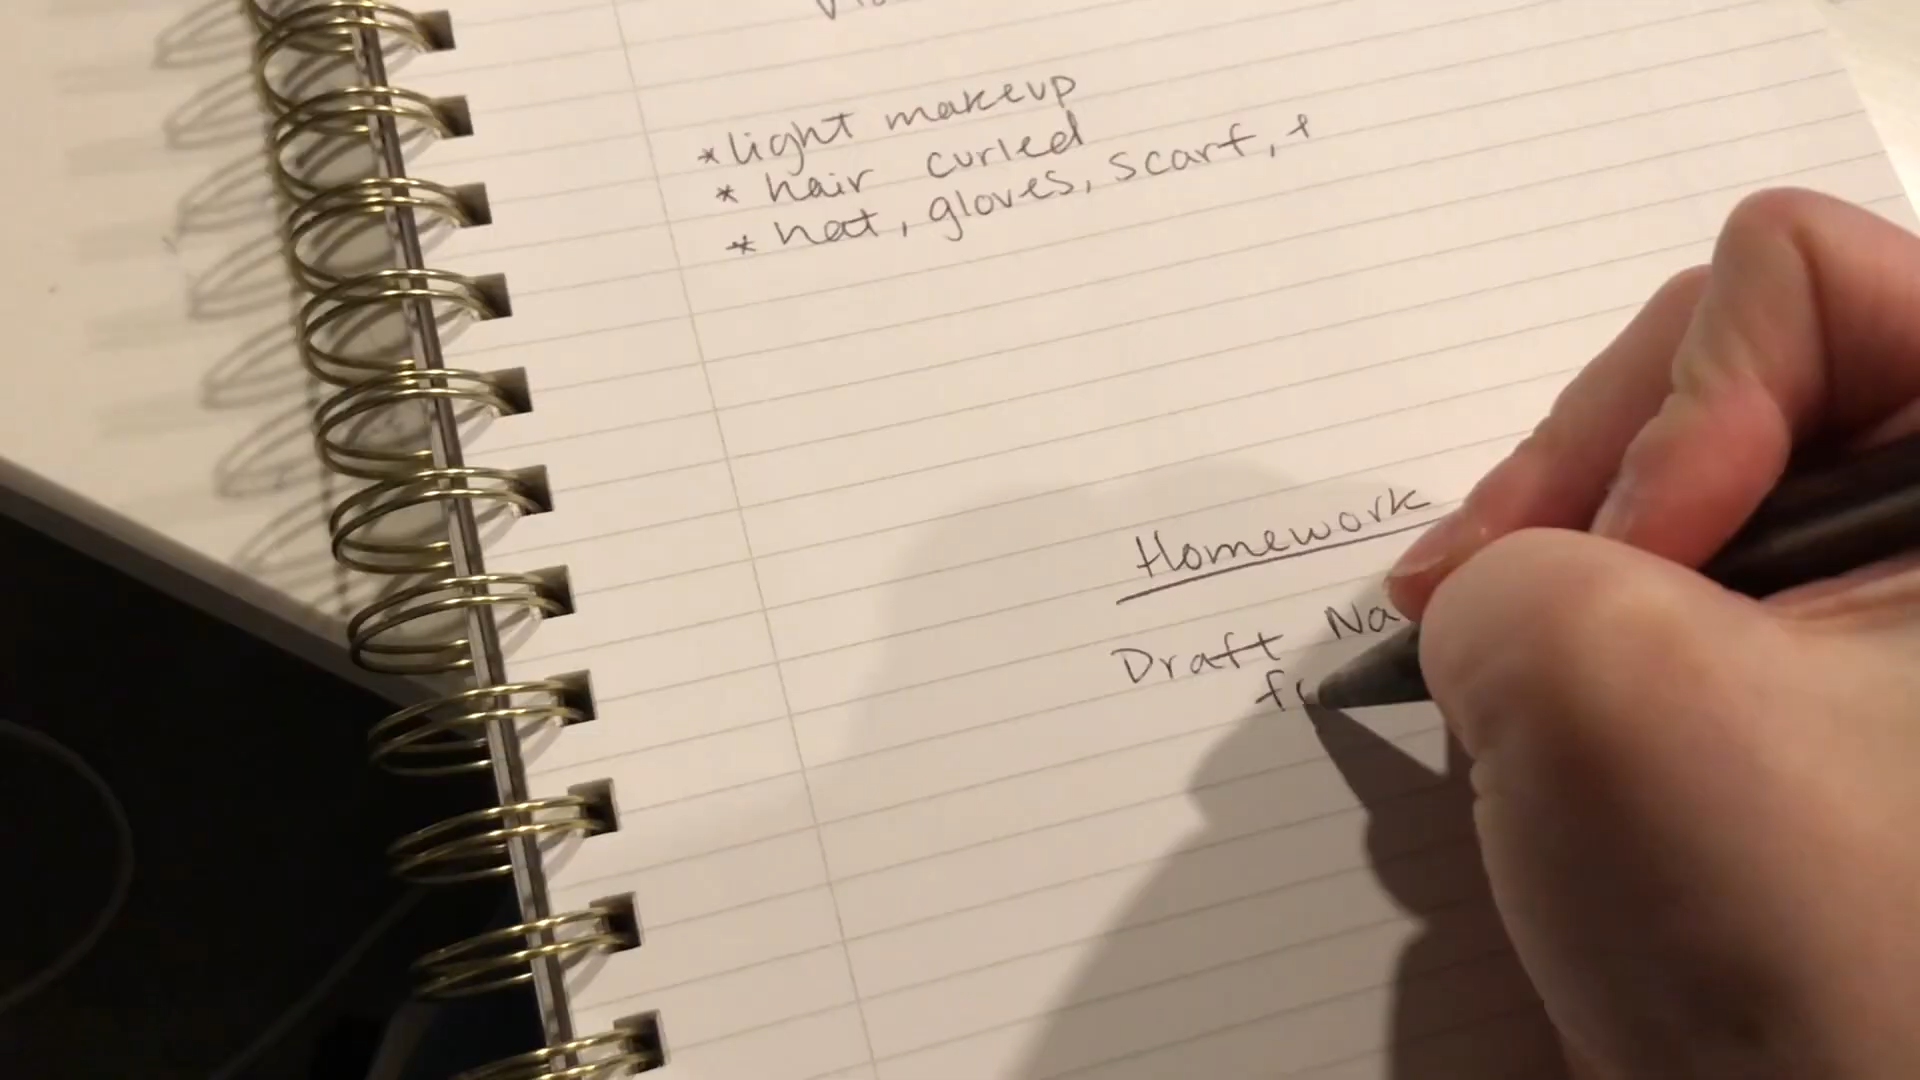 *light makeup
* hair curled
* hat, gloves, scarf, +
Homework
Draft